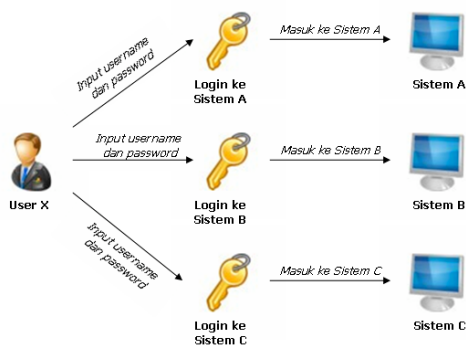 Input username
dan password
Login ke
Sistem A
Masuk ke Sistem A
Sistem A
User X
Input username
dan password
Login ke
Sistem B
Masuk ke Sistem B
Sistem B
Input username
dan password
Login ke
Sistem C
Masuk ke Sistem C
Sistem C